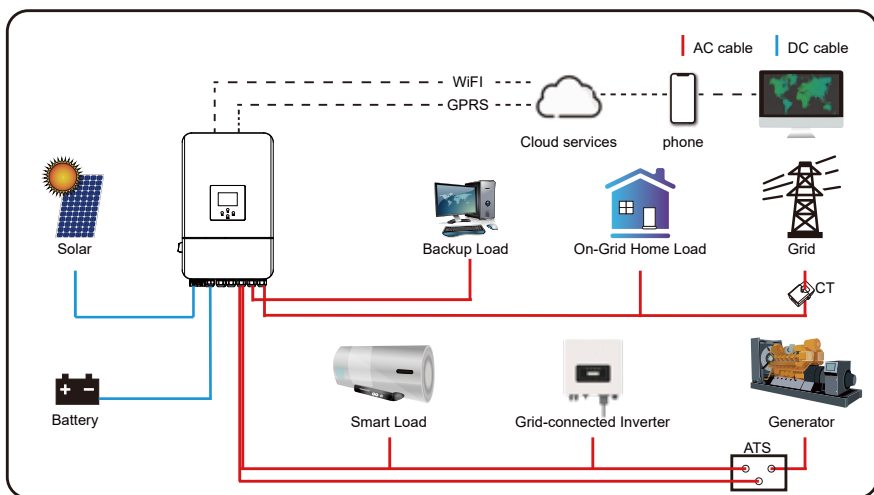 AC cable
DC cable
WiFI
GPRS
Cloud services
phone
Solar
Backup Load
On-Grid Home Load
Grid
CT
Battery
Smart Load
Grid-connected Inverter
Generator
ATS